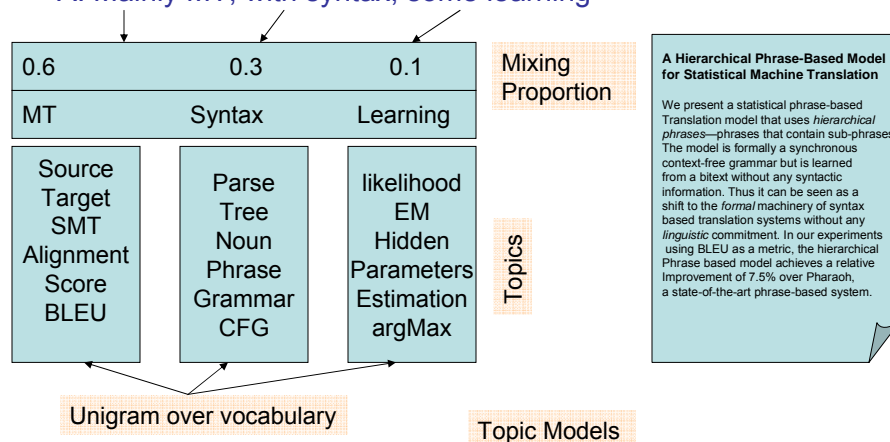 A: Mainly MT, with syntax, some learning
0.6 0.3 0.1
MT Syntax Learning
Mixing
Proportion
Source
Target
SMT
Alignment
Score
BLEU
Parse
Tree
Noun
Phrase
Grammar
CFG
likelihood
EM
Hidden
Parameters
Estimation
argMax
Topics
Unigram over vocabulary
Topic Models
A Hierarchical Phrase-Based Model
for Statistical Machine Translation
We present a statistical phrase-based
Translation model that uses hierarchical
phrases—phrases that contain sub-phrases
The model is formally a synchronous
context-free grammar but is learned
from a bitext without any syntactic
information. Thus it can be seen as a
shift to the formal machinery of syntax
based translation systems without any
linguistic commitment. In our experiments
using BLEU as a metric, the hierarchical
Phrase based model achieves a relative
Improvement of 7.5% over Pharaoh,
a state-of-the-art phrase-based system.